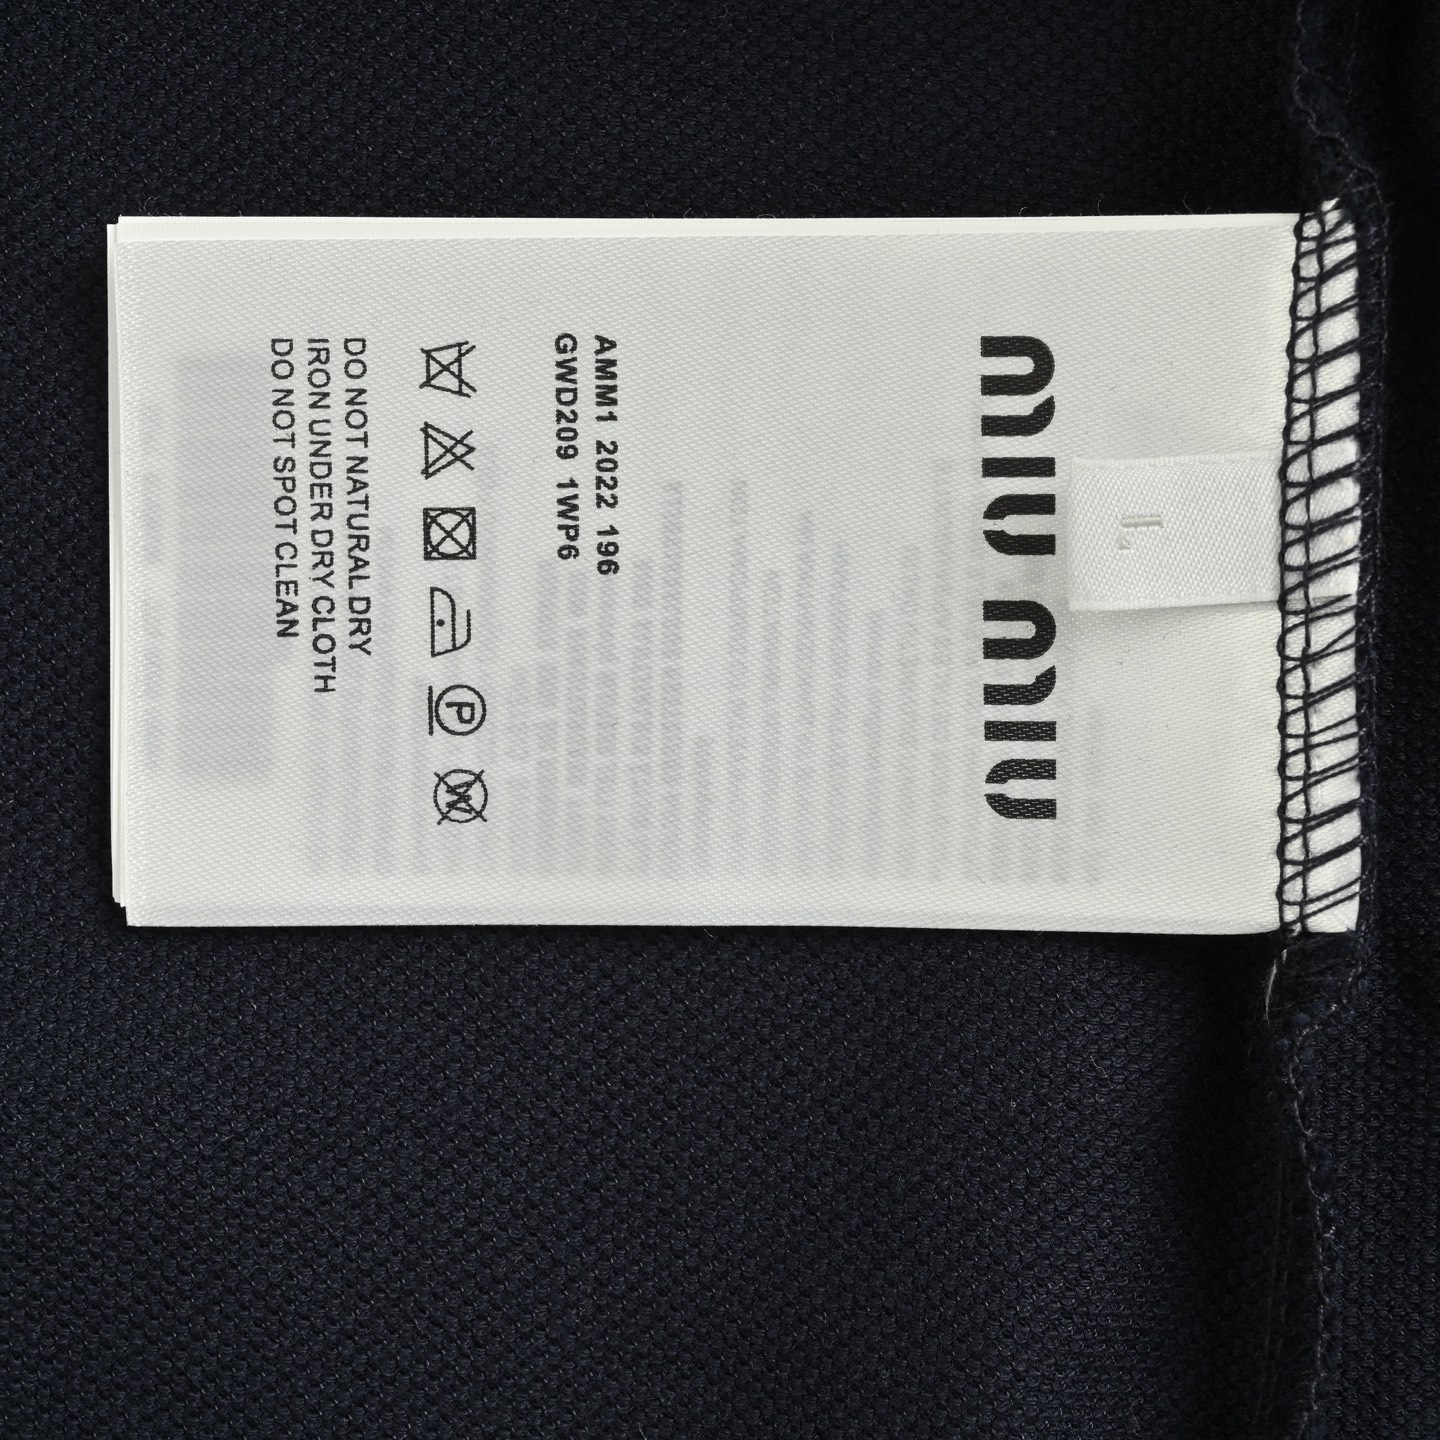 miu miu
L
AMM1 2022 196
GWD209 1WP6
P
W
DO NOT NATURAL DRY
IRON UNDER DRY CLOTH
DO NOT SPOT CLEAN